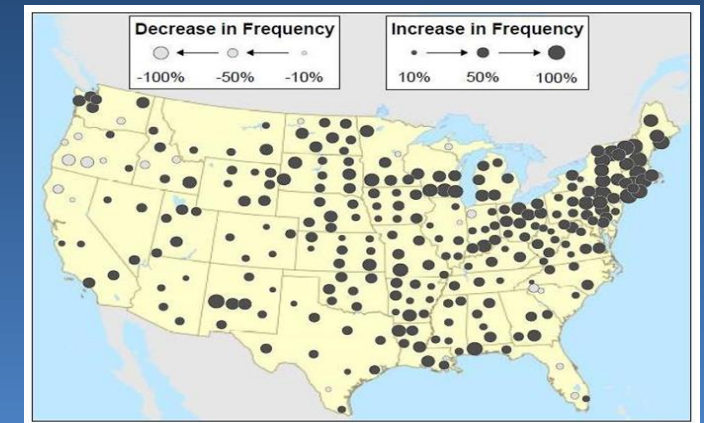 Decrease in Frequency
-100% -50% -10%
Increase in Frequency
10% 50% 100%